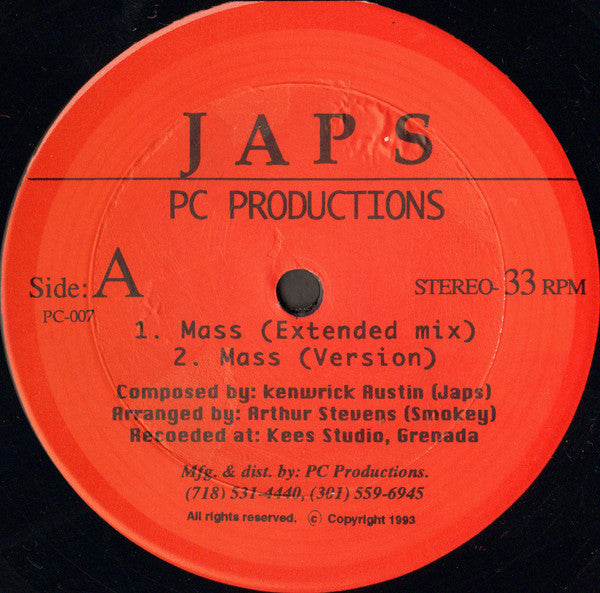 JAPS
PC PRODUCTIONS
Side: A
STEREO-33 RPM
PC-007
1. Mass (Extended mix)
2. Mass (Version)
Composed by: kenwrick Austin (Japs)
Arranged by: Arthur Stevens (Smokey)
Recoeded at: Kees Studio, Grenada
Mfg. & dist. by: PC Productions.
(718) 531-4440, (301) 559-6945
All rights reserved. © Copyright 1993